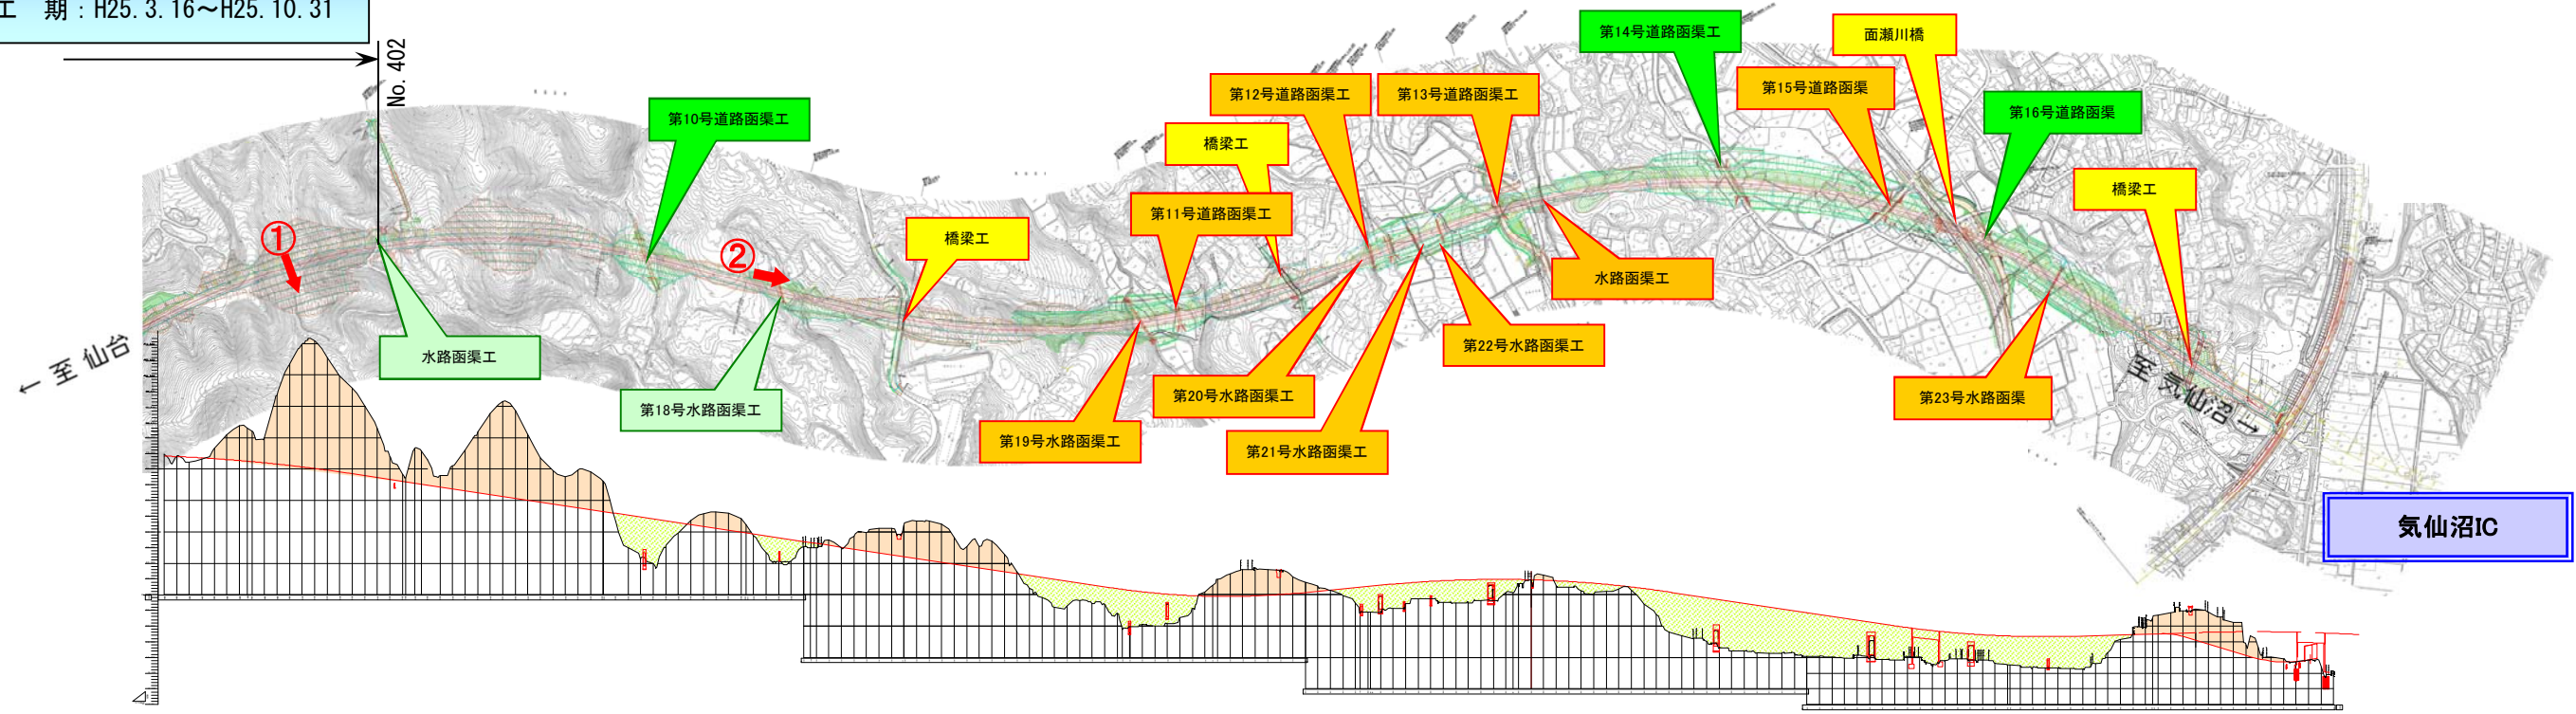 工　期：H25.3.16～H25.10.31
No.402
第10号道路函渠工
橋梁工
第11号道路函渠工
橋梁工
第12号道路函渠工
第13号道路函渠工
第14号道路函渠工
第15号道路函渠
面瀬川橋
第16号道路函渠
橋梁工
①
②
水路函渠工
第18号水路函渠工
第19号水路函渠工
第20号水路函渠工
第21号水路函渠工
第22号水路函渠工
水路函渠工
第23号水路函渠
← 至 仙台
至 気仙沼 →
気仙沼IC